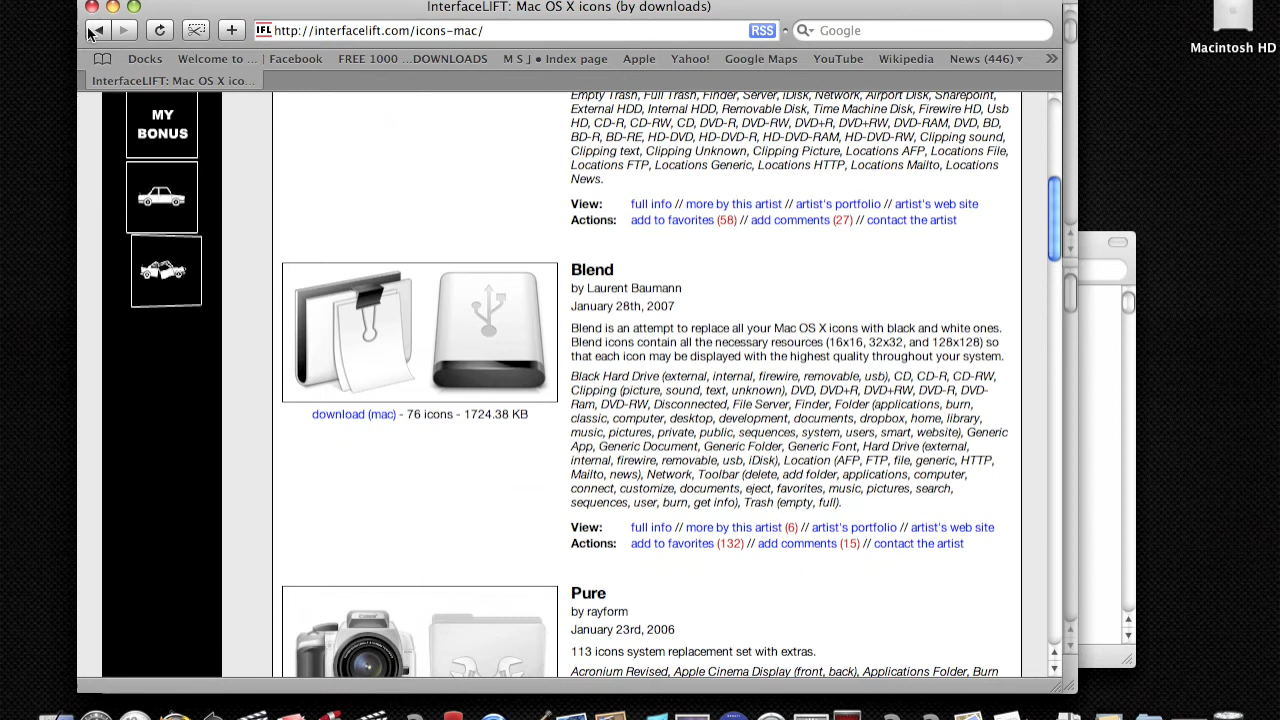 InterfaceLIFT: Mac OS X icons (by downloads)
IFL http://interfacelift.com/icons-mac/ RSS Google
Macintosh HD
Docks Welcome to ... Facebook FREE 1000 ...DOWNLOADS M S J • Index page Apple Yahoo! Google Maps YouTube Wikipedia News (446)▾ »
InterfaceLIFT: Mac OS X ico...
MY
BONUS
Empty Trash, Full Trash, Finder, Server, iDisk, Network, Airport Disk, Sharepoint,
External HDD, Internal HDD, Removable Disk, Time Machine Disk, Firewire HD, Usb
HD, CD-R, CD-RW, CD, DVD-R, DVD-RW, DVD+R, DVD+RW, DVD-RAM, DVD, BD,
BD-R, BD-RE, HD-DVD, HD-DVD-R, HD-DVD-RAM, HD-DVD-RW, Clipping sound,
Clipping text, Clipping Unknown, Clipping Picture, Locations AFP, Locations File,
Locations FTP, Locations Generic, Locations HTTP, Locations Mailto, Locations
News.
View: full info // more by this artist // artist's portfolio // artist's web site
Actions: add to favorites (58) // add comments (27) // contact the artist
Blend
by Laurent Baumann
January 28th, 2007
Blend is an attempt to replace all your Mac OS X icons with black and white ones.
Blend icons contain all the necessary resources (16x16, 32x32, and 128x128) so
that each icon may be displayed with the highest quality throughout your system.
Black Hard Drive (external, internal, firewire, removable, usb), CD, CD-R, CD-RW,
Clipping (picture, sound, text, unknown), DVD, DVD+R, DVD+RW, DVD-R, DVD-
Ram, DVD-RW, Disconnected, File Server, Finder, Folder (applications, burn,
classic, computer, desktop, development, documents, dropbox, home, library,
music, pictures, private, public, sequences, system, users, smart, website), Generic
App, Generic Document, Generic Folder, Generic Font, Hard Drive (external,
internal, firewire, removable, usb, iDisk), Location (AFP, FTP, file, generic, HTTP,
Mailto, news), Network, Toolbar (delete, add folder, applications, computer,
connect, customize, documents, eject, favorites, music, pictures, search,
sequences, user, burn, get info), Trash (empty, full).
download (mac) - 76 icons - 1724.38 KB
View: full info // more by this artist (6) // artist's portfolio // artist's web site
Actions: add to favorites (132) // add comments (15) // contact the artist
Pure
by rayform
January 23rd, 2006
113 icons system replacement set with extras.
Acronium Revised, Apple Cinema Display (front, back), Applications Folder, Burn